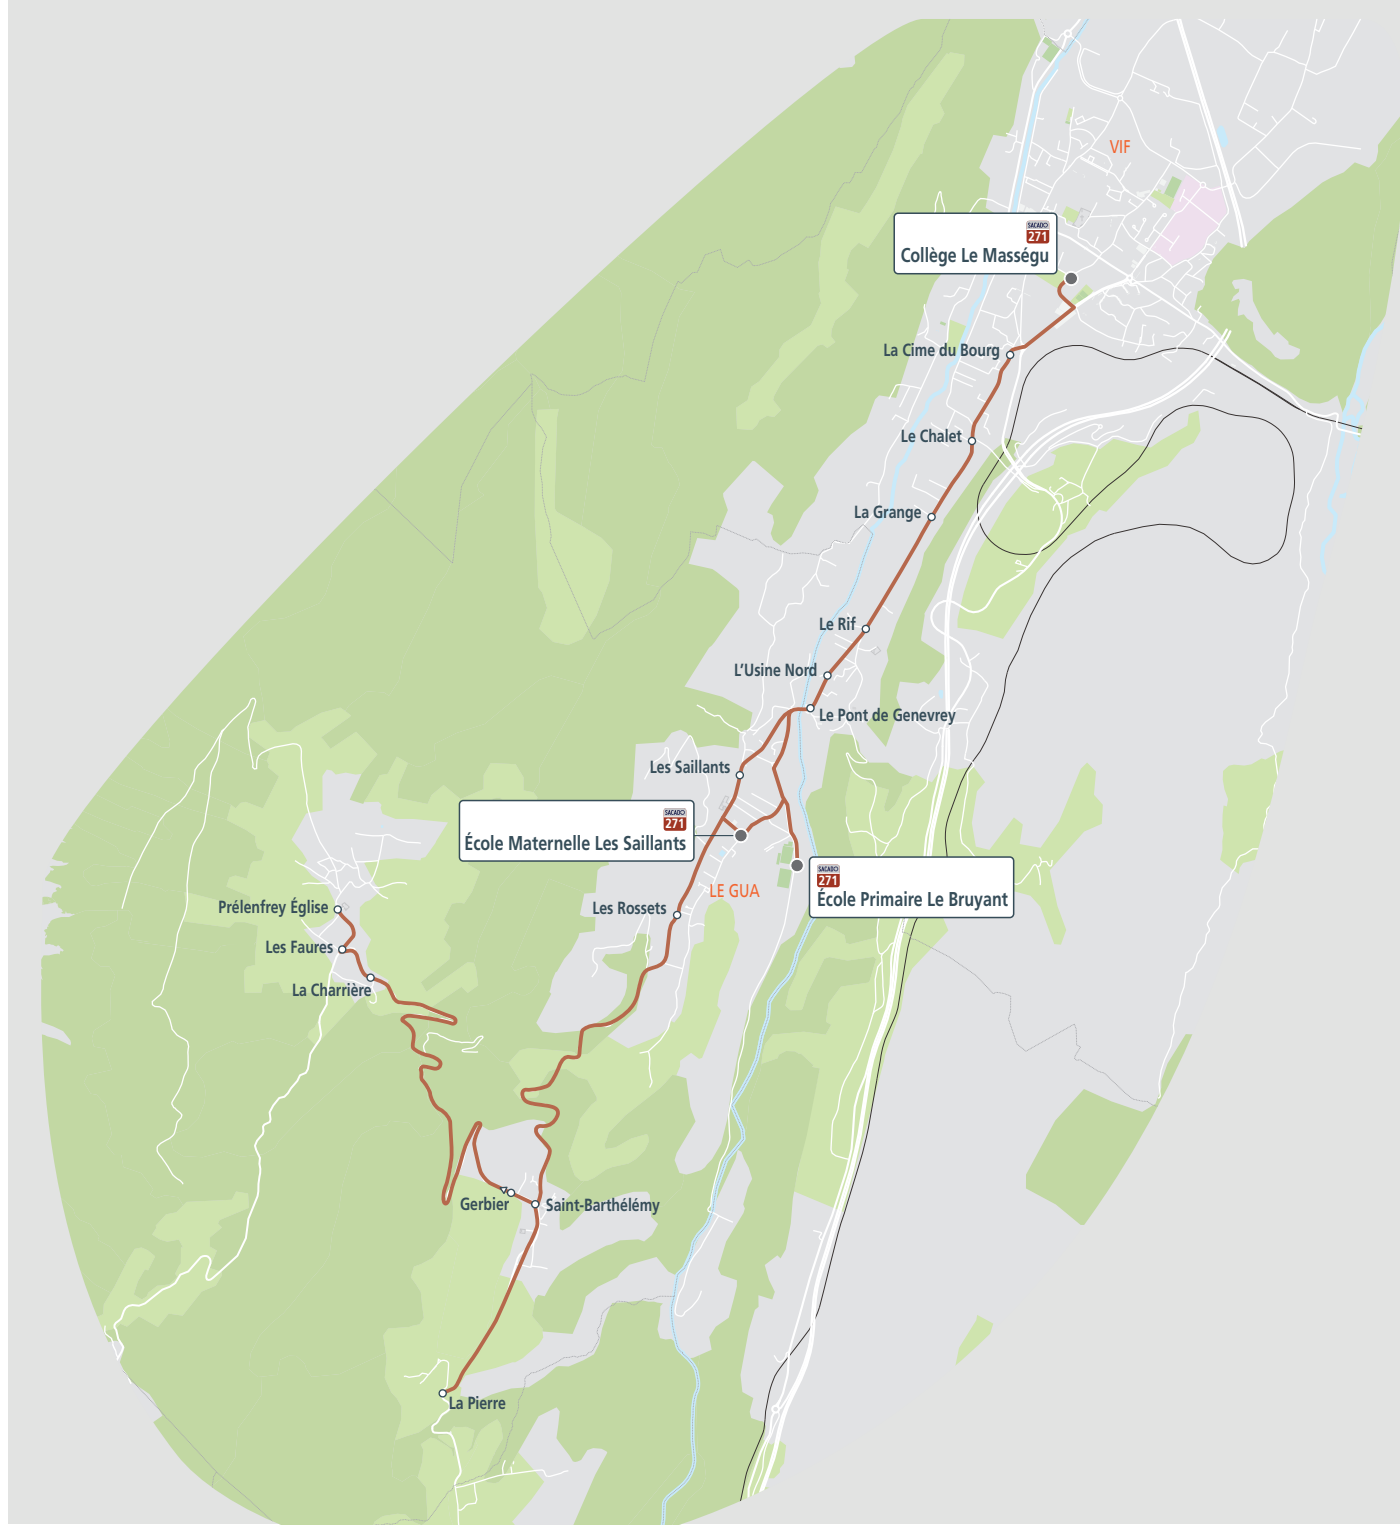 VIF
SACADO
271
Collège Le Masségu
La Cime du Bourg
Le Chalet
La Grange
Le Rif
L'Usine Nord
Le Pont de Genevrey
Les Saillants
SACADO
271
École Maternelle Les Saillants
SACADO
271
École Primaire Le Bruyant
LE GUA
Les Rossets
Prélenfrey Église
Les Faures
La Charrière
Gerbier
Saint-Barthélémy
La Pierre